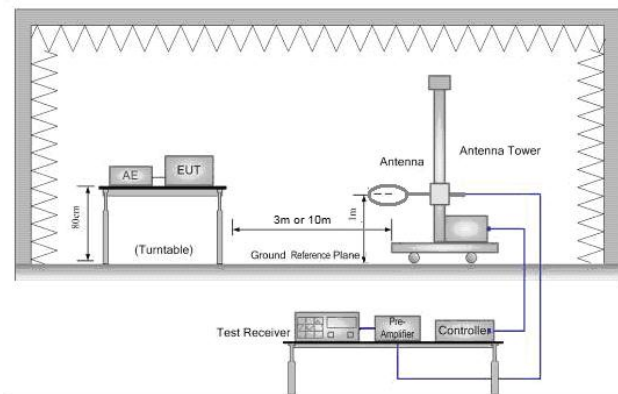 Antenna Tower
Antenna
EUT
AE
80cm
1m
3m or 10m
(Turntable)
Ground Reference Plane
Test Receiver
Pre-
Amplifier
Controller